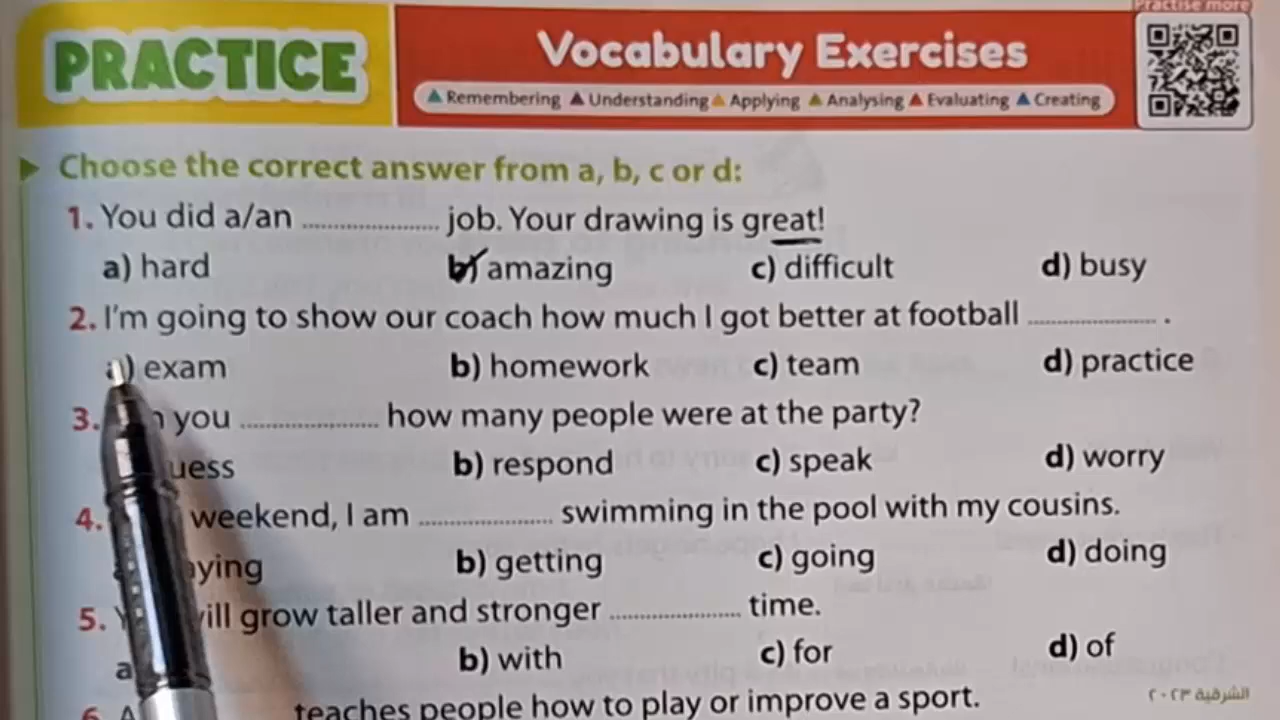 Practise more
PRACTICE
Vocabulary Exercises
Remembering Understanding Applying Analysing Evaluating Creating
Choose the correct answer from a, b, c or d:
1. You did a/an .................... job. Your drawing is great!
a) hard b) amazing c) difficult d) busy
2. I'm going to show our coach how much I got better at football .................... .
a) exam b) homework c) team d) practice
3. you .................... how many people were at the party?
b) respond c) speak d) worry
4. weekend, I am .................... swimming in the pool with my cousins.
b) getting c) going d) doing
5. will grow taller and stronger .................... time.
a b) with c) for d) of
الشرقية ٢٠٢٣
6. A teaches people how to play or improve a sport.